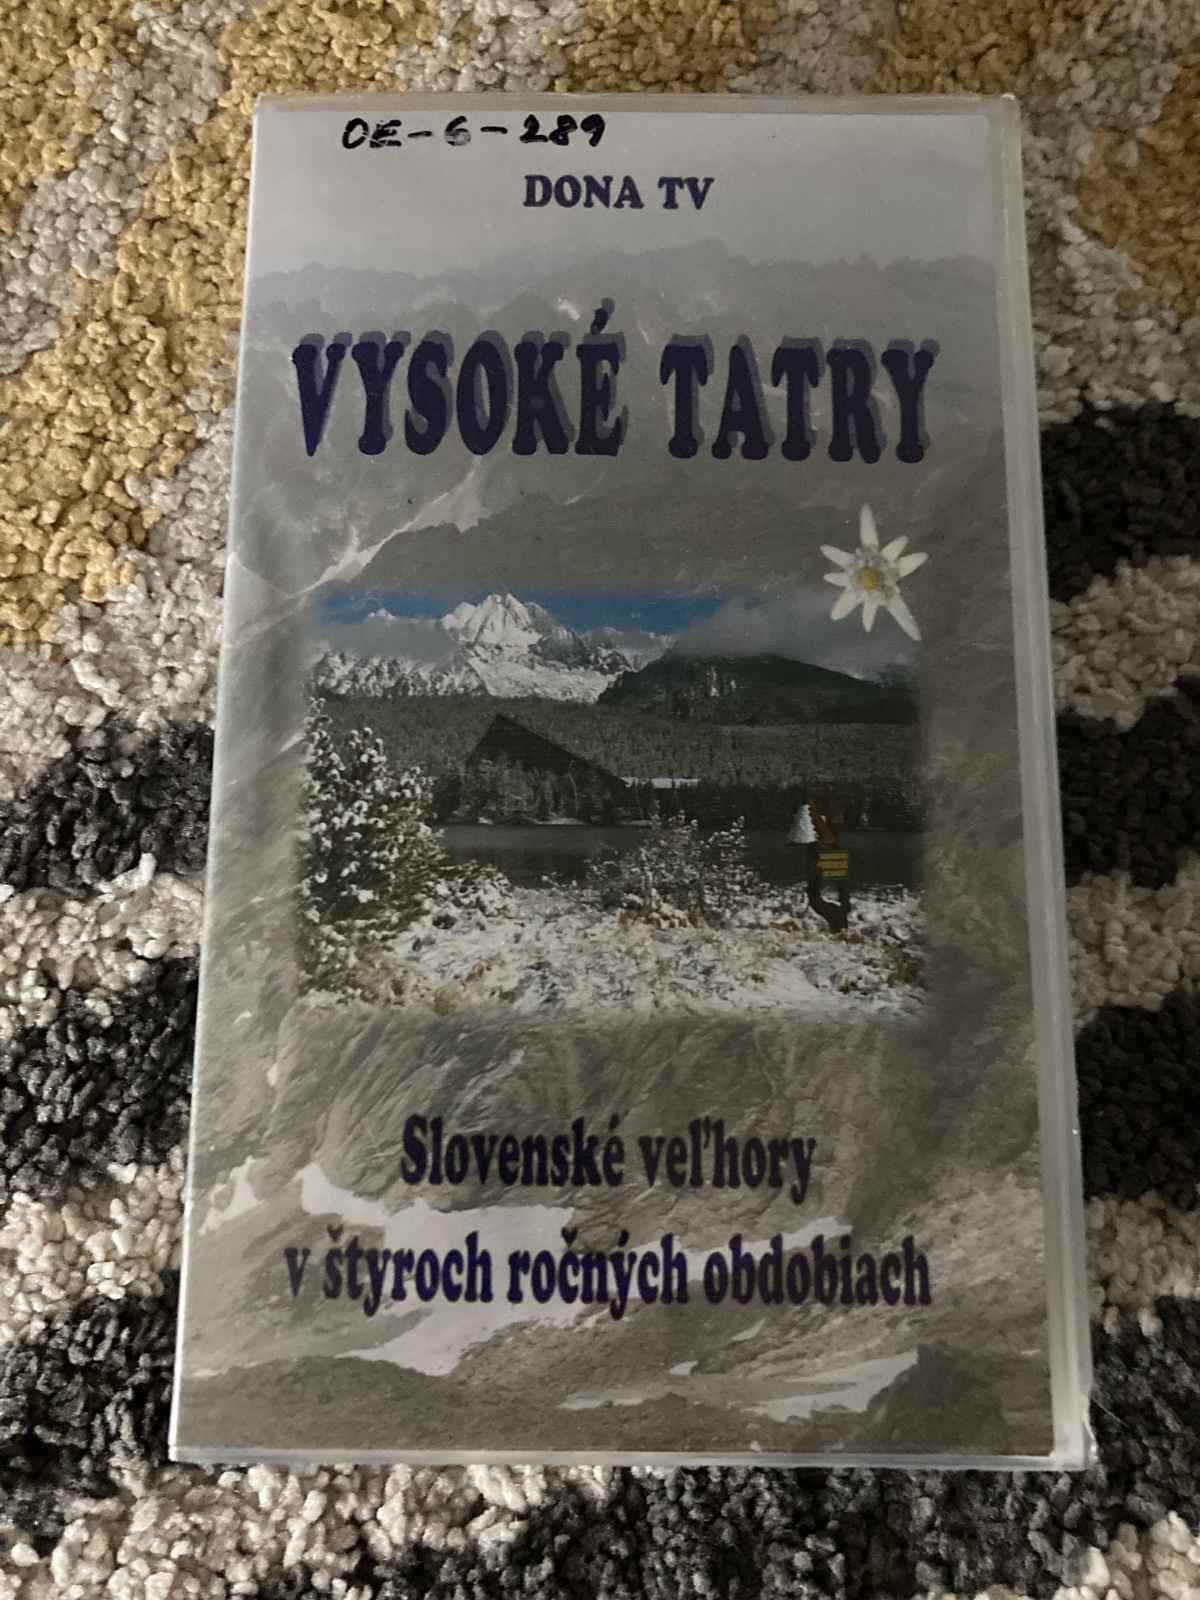 OE-6-289
DONA TV
VYSOKÉ TATRY
Slovenské veľhory
v štyroch ročných obdobiach